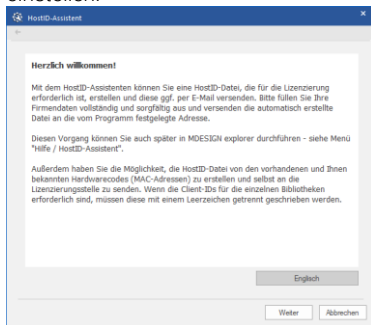 HostID-Assistent
Herzlich willkommen!
Mit dem HostID-Assistenten können Sie eine HostID-Datei, die für die Lizenzierung
erforderlich ist, erstellen und diese ggf. per E-Mail versenden. Bitte füllen Sie Ihre
Firmendaten vollständig und sorgfältig aus und versenden die automatisch erstellte
Datei an die vom Programm festgelegte Adresse.
Diesen Vorgang können Sie auch später in MDESIGN explorer durchführen - siehe Menü
"Hilfe / HostID-Assistent".
Außerdem haben Sie die Möglichkeit, die HostID-Datei von den vorhandenen und Ihnen
bekannten Hardwarecodes (MAC-Adressen) zu erstellen und selbst an die
Lizenzierungsstelle zu senden. Wenn die Client-IDs für die einzelnen Bibliotheken
erforderlich sind, müssen diese mit einem Leerzeichen getrennt geschrieben werden.
Englisch
Weiter Abbrechen